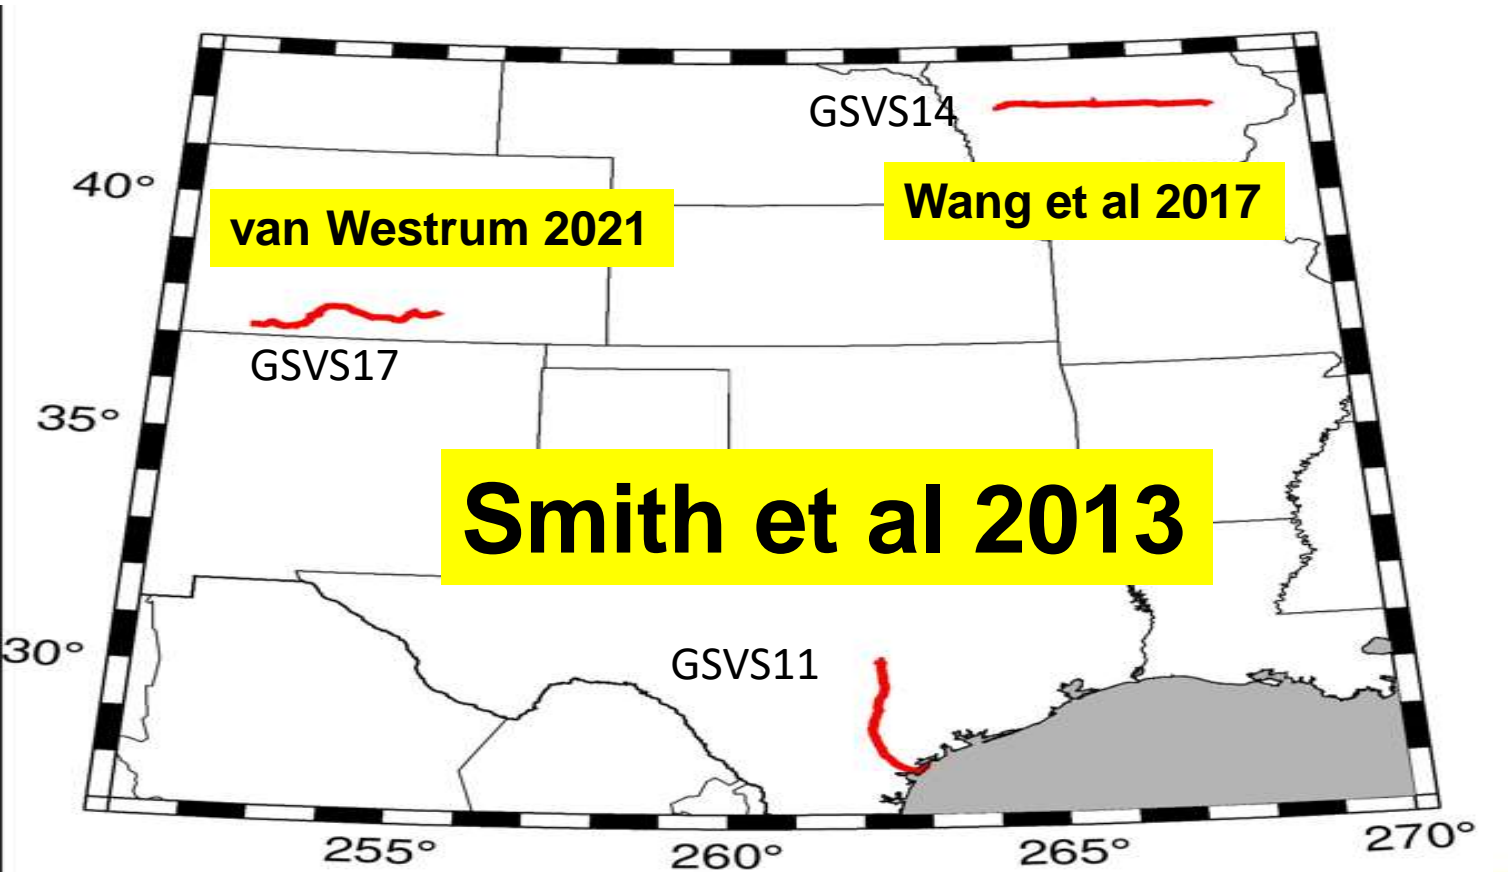 GSVS14
40°
van Westrum 2021
Wang et al 2017
GSVS17
35°
Smith et al 2013
30°
GSVS11
255°
260°
265°
270°